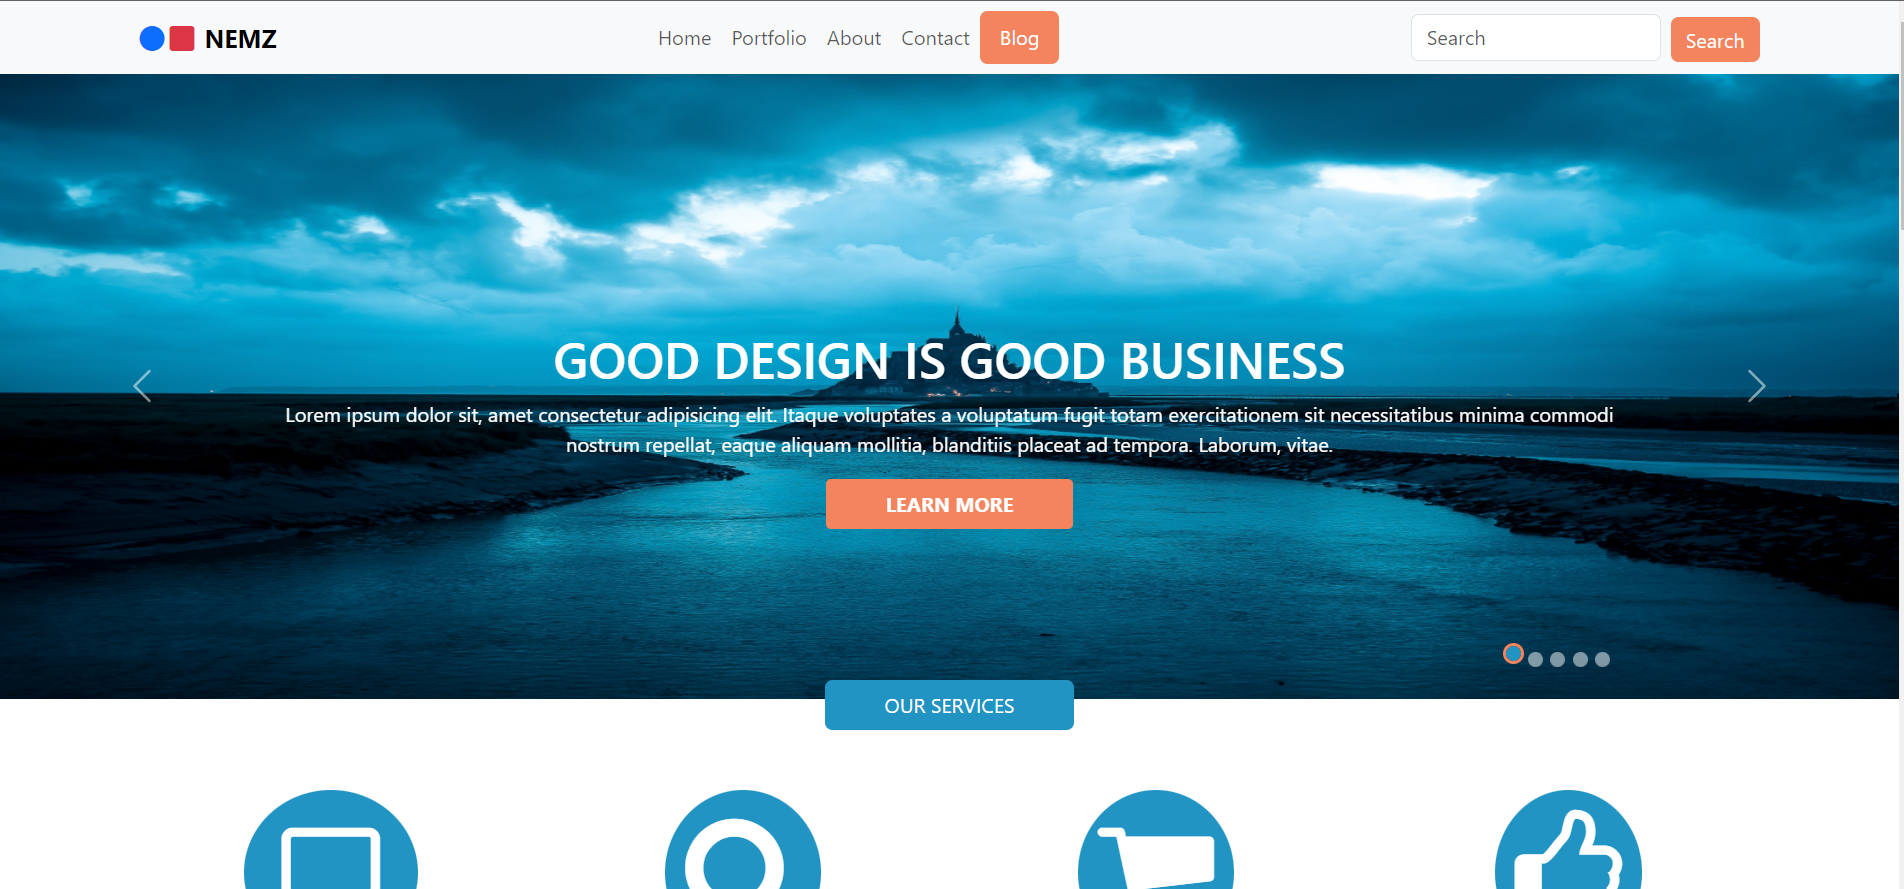 NEMZ
Home Portfolio About Contact Blog
Search
Search
GOOD DESIGN IS GOOD BUSINESS
Lorem ipsum dolor sit, amet consectetur adipisicing elit. Itaque voluptates a voluptatum fugit totam exercitationem sit necessitatibus minima commodi
nostrum repellat, eaque aliquam mollitia, blanditiis placeat ad tempora. Laborum, vitae.
LEARN MORE
OUR SERVICES